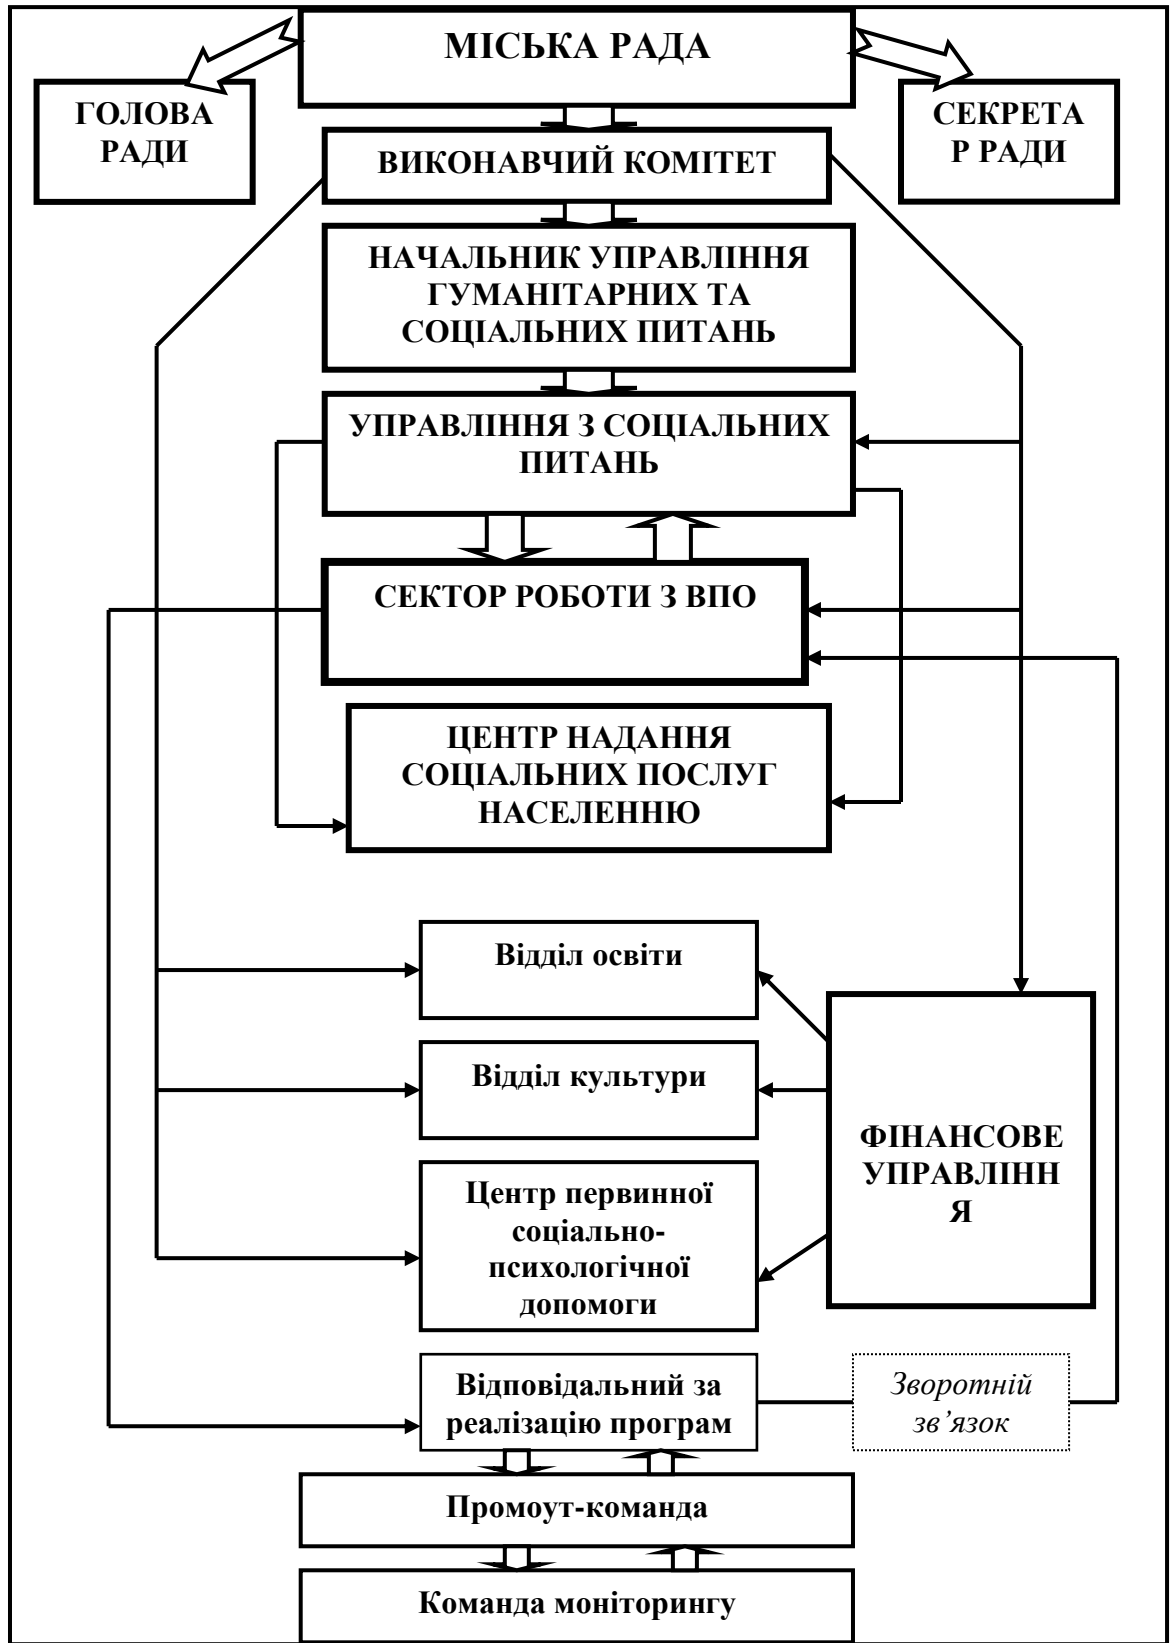 МІСЬКА РАДА
ГОЛОВА
РАДИ
СЕКРЕТА
Р РАДИ
ВИКОНАВЧИЙ КОМІТЕТ
НАЧАЛЬНИК УПРАВЛІННЯ
ГУМАНІТАРНИХ ТА
СОЦІАЛЬНИХ ПИТАНЬ
УПРАВЛІННЯ З СОЦІАЛЬНИХ
ПИТАНЬ
СЕКТОР РОБОТИ З ВПО
ЦЕНТР НАДАННЯ
СОЦІАЛЬНИХ ПОСЛУГ
НАСЕЛЕННЮ
Відділ освіти
Відділ культури
ФІНАНСОВЕ
УПРАВЛІНН
Я
Центр первинної
соціально-
психологічної
допомоги
Відповідальний за
реалізацію програм
Зворотній
зв’язок
Промоут-команда
Команда моніторингу